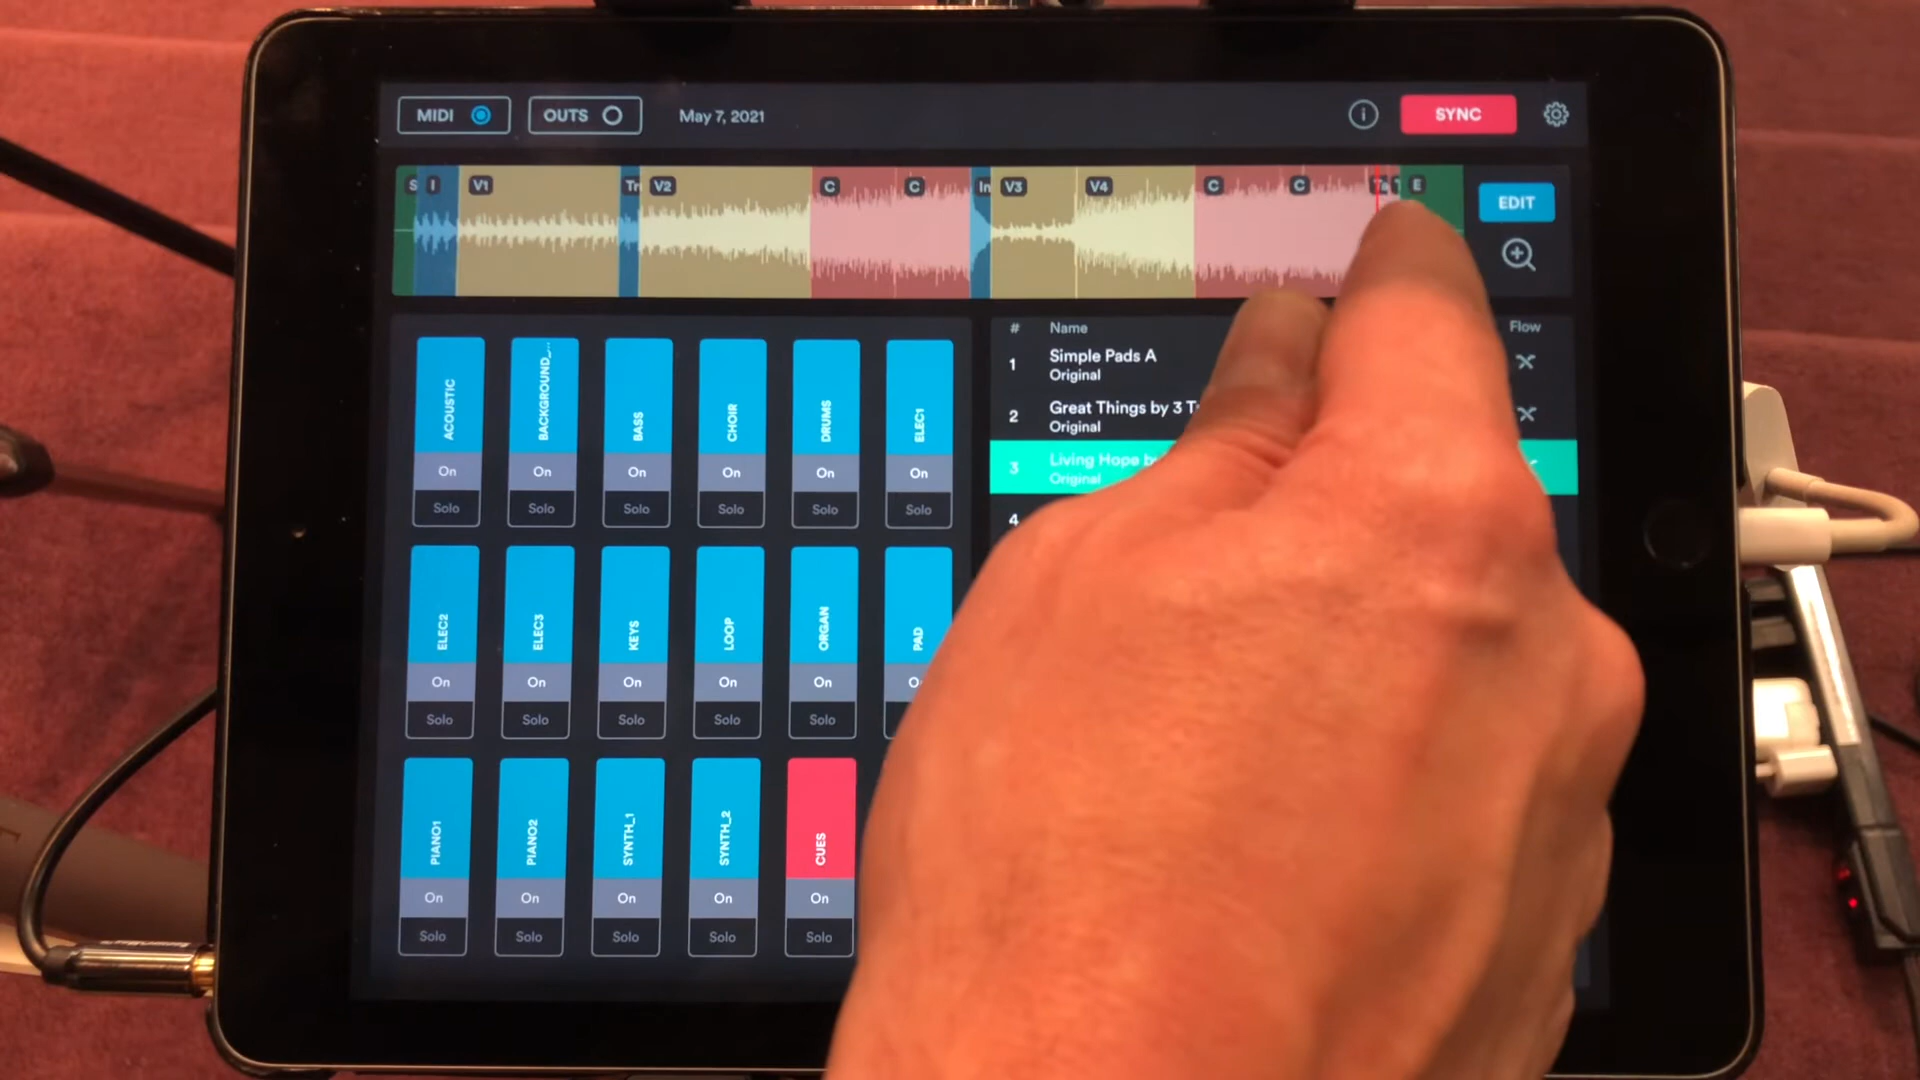 MIDI OUTS May 7, 2021 SYNC
S I V1 Tr V2 C C In V3 V4 C C T E
EDIT
# Name Flow
1 Simple Pads A
Original
2 Great Things by 3
Original
3 Living Hope
Original
4
ACOUSTIC BACKGROUND_... BASS CHOIR DRUMS ELEC1
On On On On On On
Solo Solo Solo Solo Solo Solo
ELEC2 ELEC3 KEYS LOOP ORGAN PAD
On On On On On
Solo Solo Solo Solo Solo
PIANO1 PIANO2 SYNTH_1 SYNTH_2 CUES
On On On On On
Solo Solo Solo Solo Solo